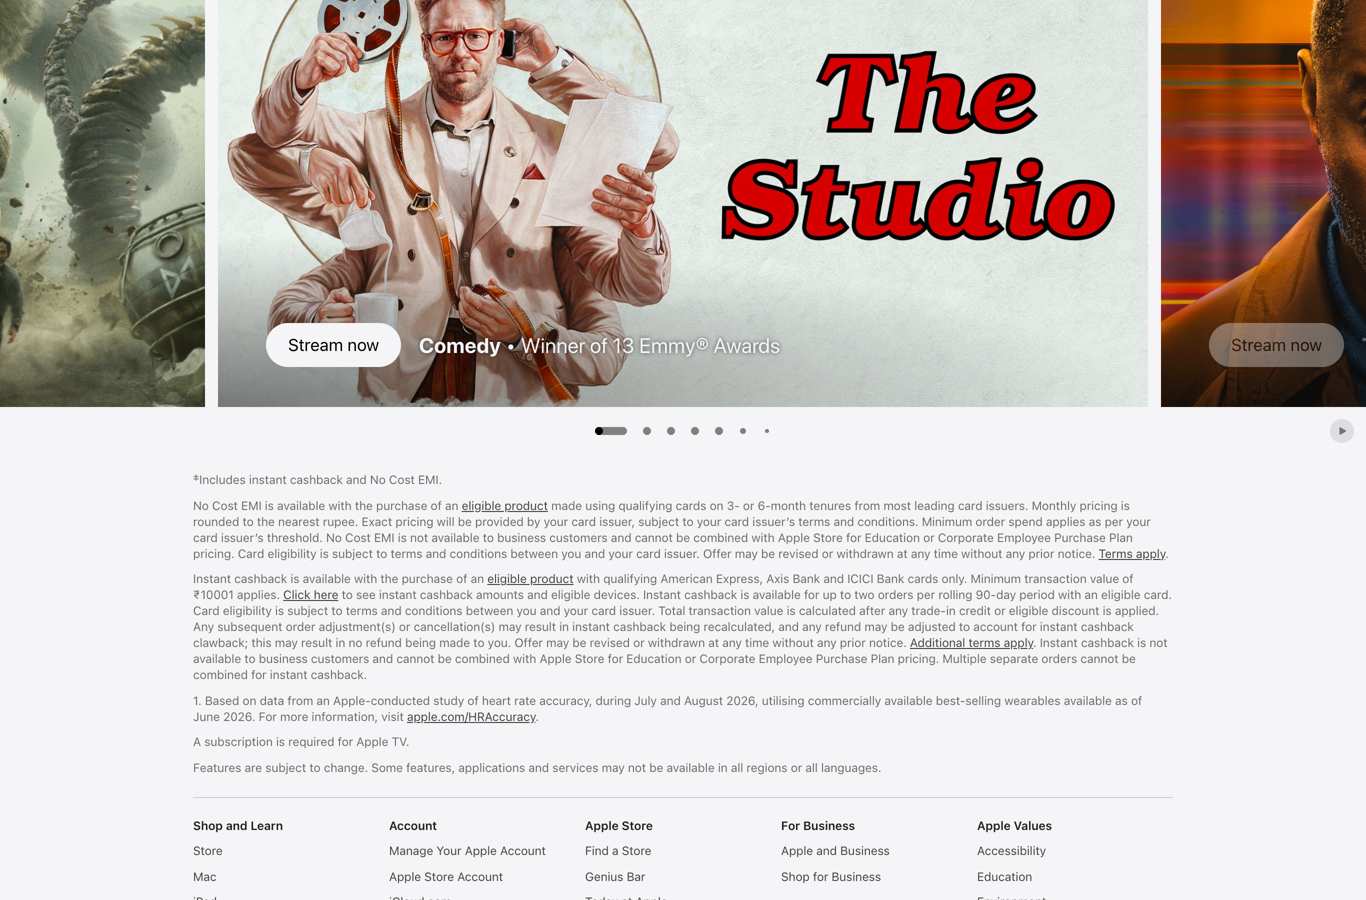 The
Studio
Stream now
Comedy • Winner of 13 Emmy® Awards
Stream now
‡Includes instant cashback and No Cost EMI.
No Cost EMI is available with the purchase of an eligible product made using qualifying cards on 3- or 6-month tenures from most leading card issuers. Monthly pricing is
rounded to the nearest rupee. Exact pricing will be provided by your card issuer, subject to your card issuer’s terms and conditions. Minimum order spend applies as per your
card issuer’s threshold. No Cost EMI is not available to business customers and cannot be combined with Apple Store for Education or Corporate Employee Purchase Plan
pricing. Card eligibility is subject to terms and conditions between you and your card issuer. Offer may be revised or withdrawn at any time without any prior notice. Terms apply.
Instant cashback is available with the purchase of an eligible product with qualifying American Express, Axis Bank and ICICI Bank cards only. Minimum transaction value of
₹10001 applies. Click here to see instant cashback amounts and eligible devices. Instant cashback is available for up to two orders per rolling 90-day period with an eligible card.
Card eligibility is subject to terms and conditions between you and your card issuer. Total transaction value is calculated after any trade-in credit or eligible discount is applied.
Any subsequent order adjustment(s) or cancellation(s) may result in instant cashback being recalculated, and any refund may be adjusted to account for instant cashback
clawback; this may result in no refund being made to you. Offer may be revised or withdrawn at any time without any prior notice. Additional terms apply. Instant cashback is not
available to business customers and cannot be combined with Apple Store for Education or Corporate Employee Purchase Plan pricing. Multiple separate orders cannot be
combined for instant cashback.
1. Based on data from an Apple-conducted study of heart rate accuracy, during July and August 2026, utilising commercially available best-selling wearables available as of
June 2026. For more information, visit apple.com/HRAccuracy.
A subscription is required for Apple TV.
Features are subject to change. Some features, applications and services may not be available in all regions or all languages.
Shop and Learn
Store
Mac
Account
Manage Your Apple Account
Apple Store Account
Apple Store
Find a Store
Genius Bar
For Business
Apple and Business
Shop for Business
Apple Values
Accessibility
Education